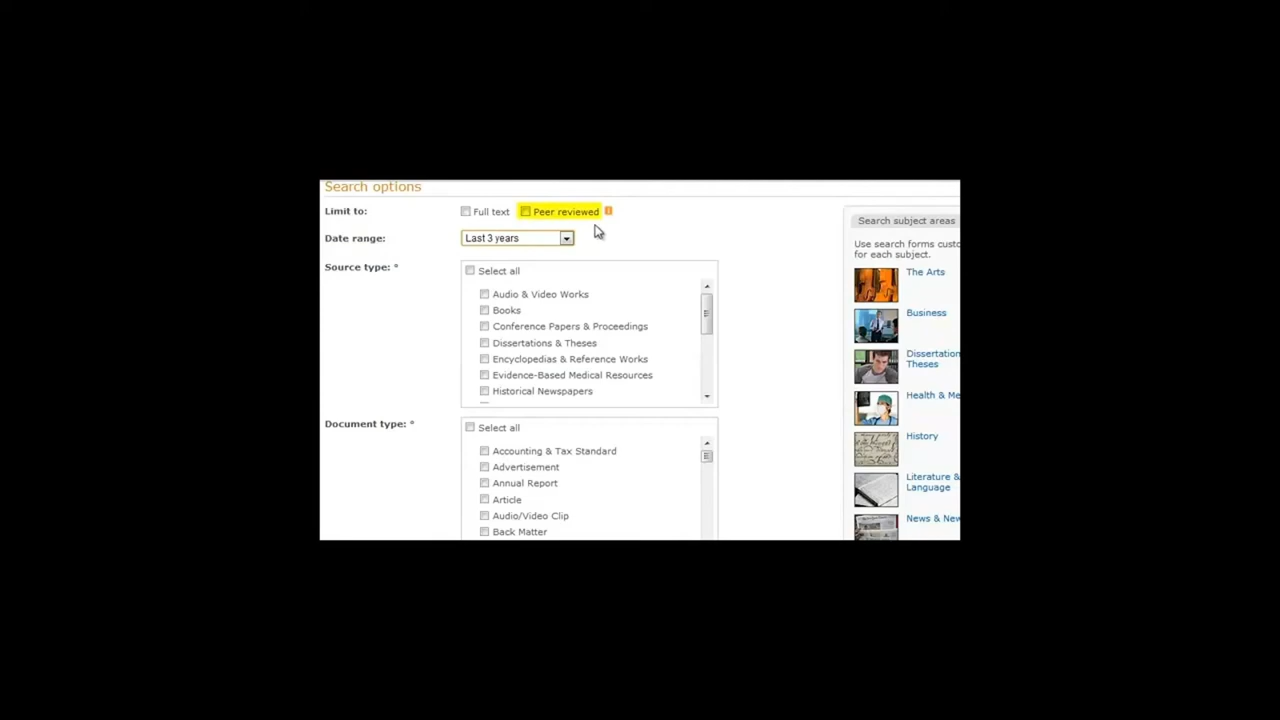 Search options
Limit to:
Full text
Peer reviewed
Date range:
Last 3 years
Source type: *
Select all
Audio & Video Works
Books
Conference Papers & Proceedings
Dissertations & Theses
Encyclopedias & Reference Works
Evidence-Based Medical Resources
Historical Newspapers
Document type: *
Select all
Accounting & Tax Standard
Advertisement
Annual Report
Article
Audio/Video Clip
Back Matter
Search subject areas
Use search forms custo
for each subject.
The Arts
Business
Dissertation
Theses
Health & Me
History
Literature &
Language
News & New